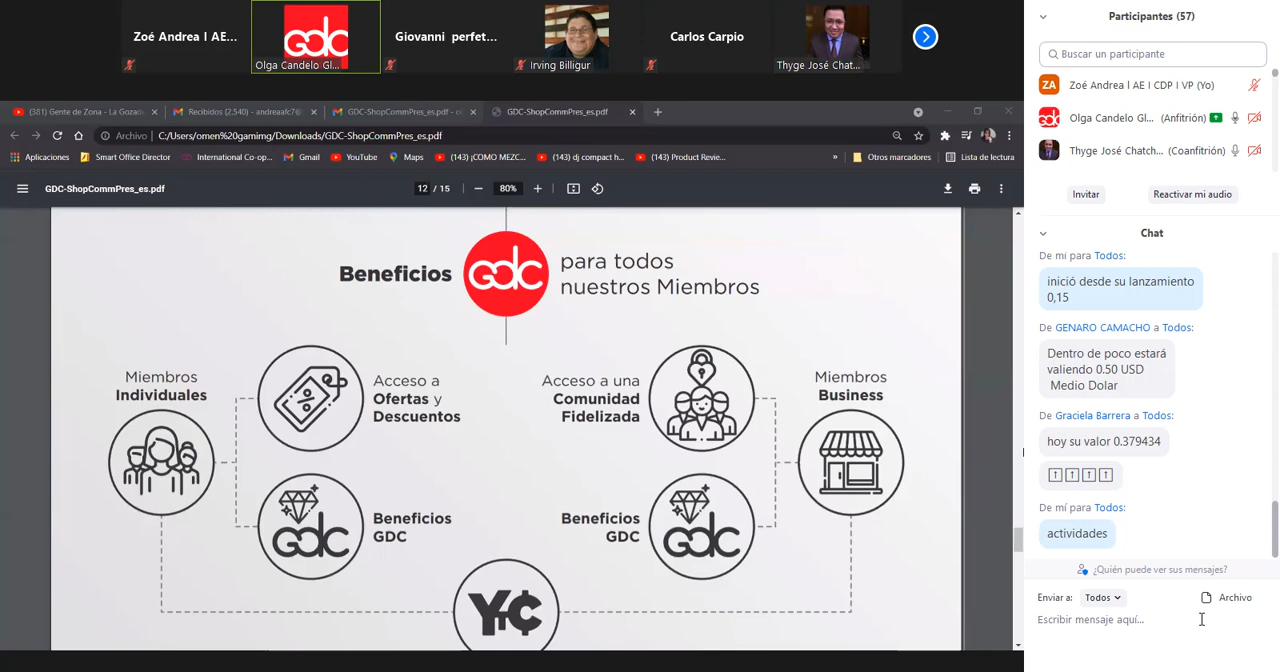 Zoé Andrea l AE...
gdc
Olga Candelo Gl...
Giovanni perfet...
Irving Billigur
Carlos Carpio
Thyge José Chat...
(381) Gente de Zona - La Gozad
Recibidos (2.540) - andreaafc7@
GDC-ShopCommPres_es.pdf - c
GDC-ShopCommPres_es.pdf
Archivo
C:/Users/omen%20gamimg/Downloads/GDC-ShopCommPres_es.pdf
Aplicaciones
Smart Office Director
International Co-op...
Gmail
YouTube
Maps
(143) ¡COMO MEZC...
(143) dj compact h...
(143) Product Revie...
»
Otros marcadores
Lista de lectura
GDC-ShopCommPres_es.pdf
12 / 15
80%
Beneficios
gdc
para todos
nuestros Miembros
Miembros
Individuales
Acceso a
Ofertas y
Descuentos
Beneficios
GDC
gdc
Acceso a una
Comunidad
Fidelizada
Beneficios
GDC
gdc
Miembros
Business
Participantes (57)
Buscar un participante
ZA
Zoé Andrea l AE l CDP l VP (Yo)
gdc
Olga Candelo Gl... (Anfitrión)
Thyge José Chatch... (Coanfitrión)
Invitar
Reactivar mi audio
Chat
De mí para Todos:
inició desde su lanzamiento
0,15
De GENARO CAMACHO a Todos:
Dentro de poco estará
valiendo 0.50 USD
Medio Dolar
De Graciela Barrera a Todos:
hoy su valor 0.379434
De mí para Todos:
actividades
¿Quién puede ver sus mensajes?
Enviar a: Todos
Archivo
Escribir mensaje aquí...